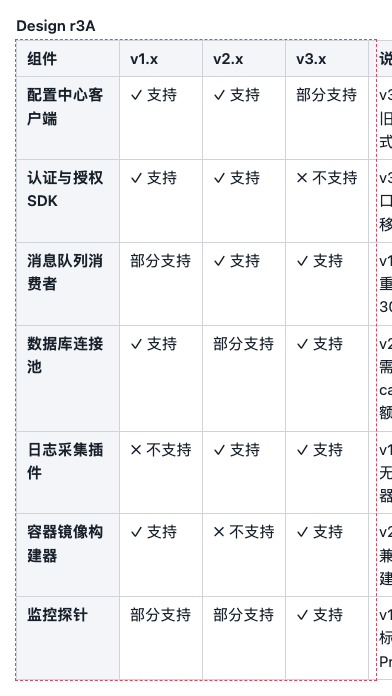 Design r3A
组件 v1.x v2.x v3.x 说
配置中心客 ✓ 支持 ✓ 支持 部分支持 v3
端户 旧
式
认证与授权 ✓ 支持 ✓ 支持 × 不支持 v3
SDK 口
移
消息队列消 部分支持 ✓ 支持 ✓ 支持 v1
费者 重
30
数据库连接 ✓ 支持 部分支持 ✓ 支持 v2
池 需
ca
额
日志采集插 × 不支持 ✓ 支持 ✓ 支持 v1
件 无
器
容器镜像构 ✓ 支持 × 不支持 ✓ 支持 v2
建器 兼
建
监控探针 部分支持 部分支持 ✓ 支持 v1
标
Pr